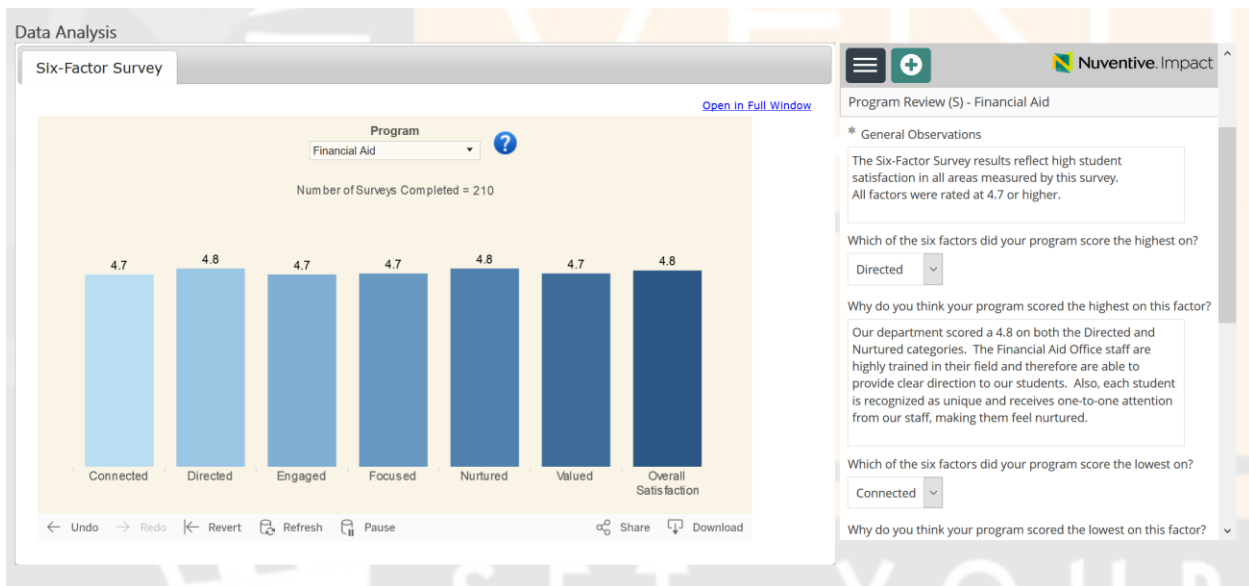 Data Analysis
Six-Factor Survey
Open in Full Window
Program
Financial Aid
?
Number of Surveys Completed = 210
4.7
4.8
4.7
4.7
4.8
4.7
4.8
Connected
Directed
Engaged
Focused
Nurtured
Valued
Overall
Satisfaction
Undo
Redo
Revert
Refresh
Pause
Share
Download
Nuventive.Impact
Program Review (S) - Financial Aid
* General Observations
The Six-Factor Survey results reflect high student
satisfaction in all areas measured by this survey.
All factors were rated at 4.7 or higher.
Which of the six factors did your program score the highest on?
Directed
Why do you think your program scored the highest on this factor?
Our department scored a 4.8 on both the Directed and
Nurtured categories.  The Financial Aid Office staff are
highly trained in their field and therefore are able to
provide clear direction to our students.  Also, each student
is recognized as unique and receives one-to-one attention
from our staff, making them feel nurtured.
Which of the six factors did your program score the lowest on?
Connected
Why do you think your program scored the lowest on this factor?